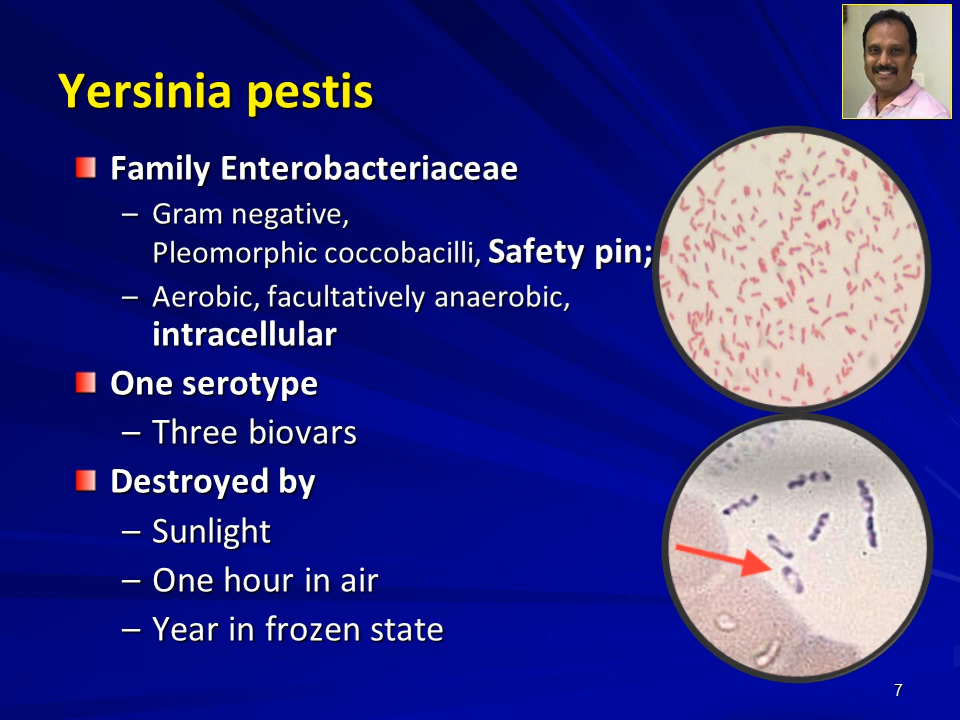 Yersinia pestis
Family Enterobacteriaceae
– Gram negative,
Pleomorphic coccobacilli, Safety pin;
– Aerobic, facultatively anaerobic,
intracellular
One serotype
– Three biovars
Destroyed by
– Sunlight
– One hour in air
– Year in frozen state
7